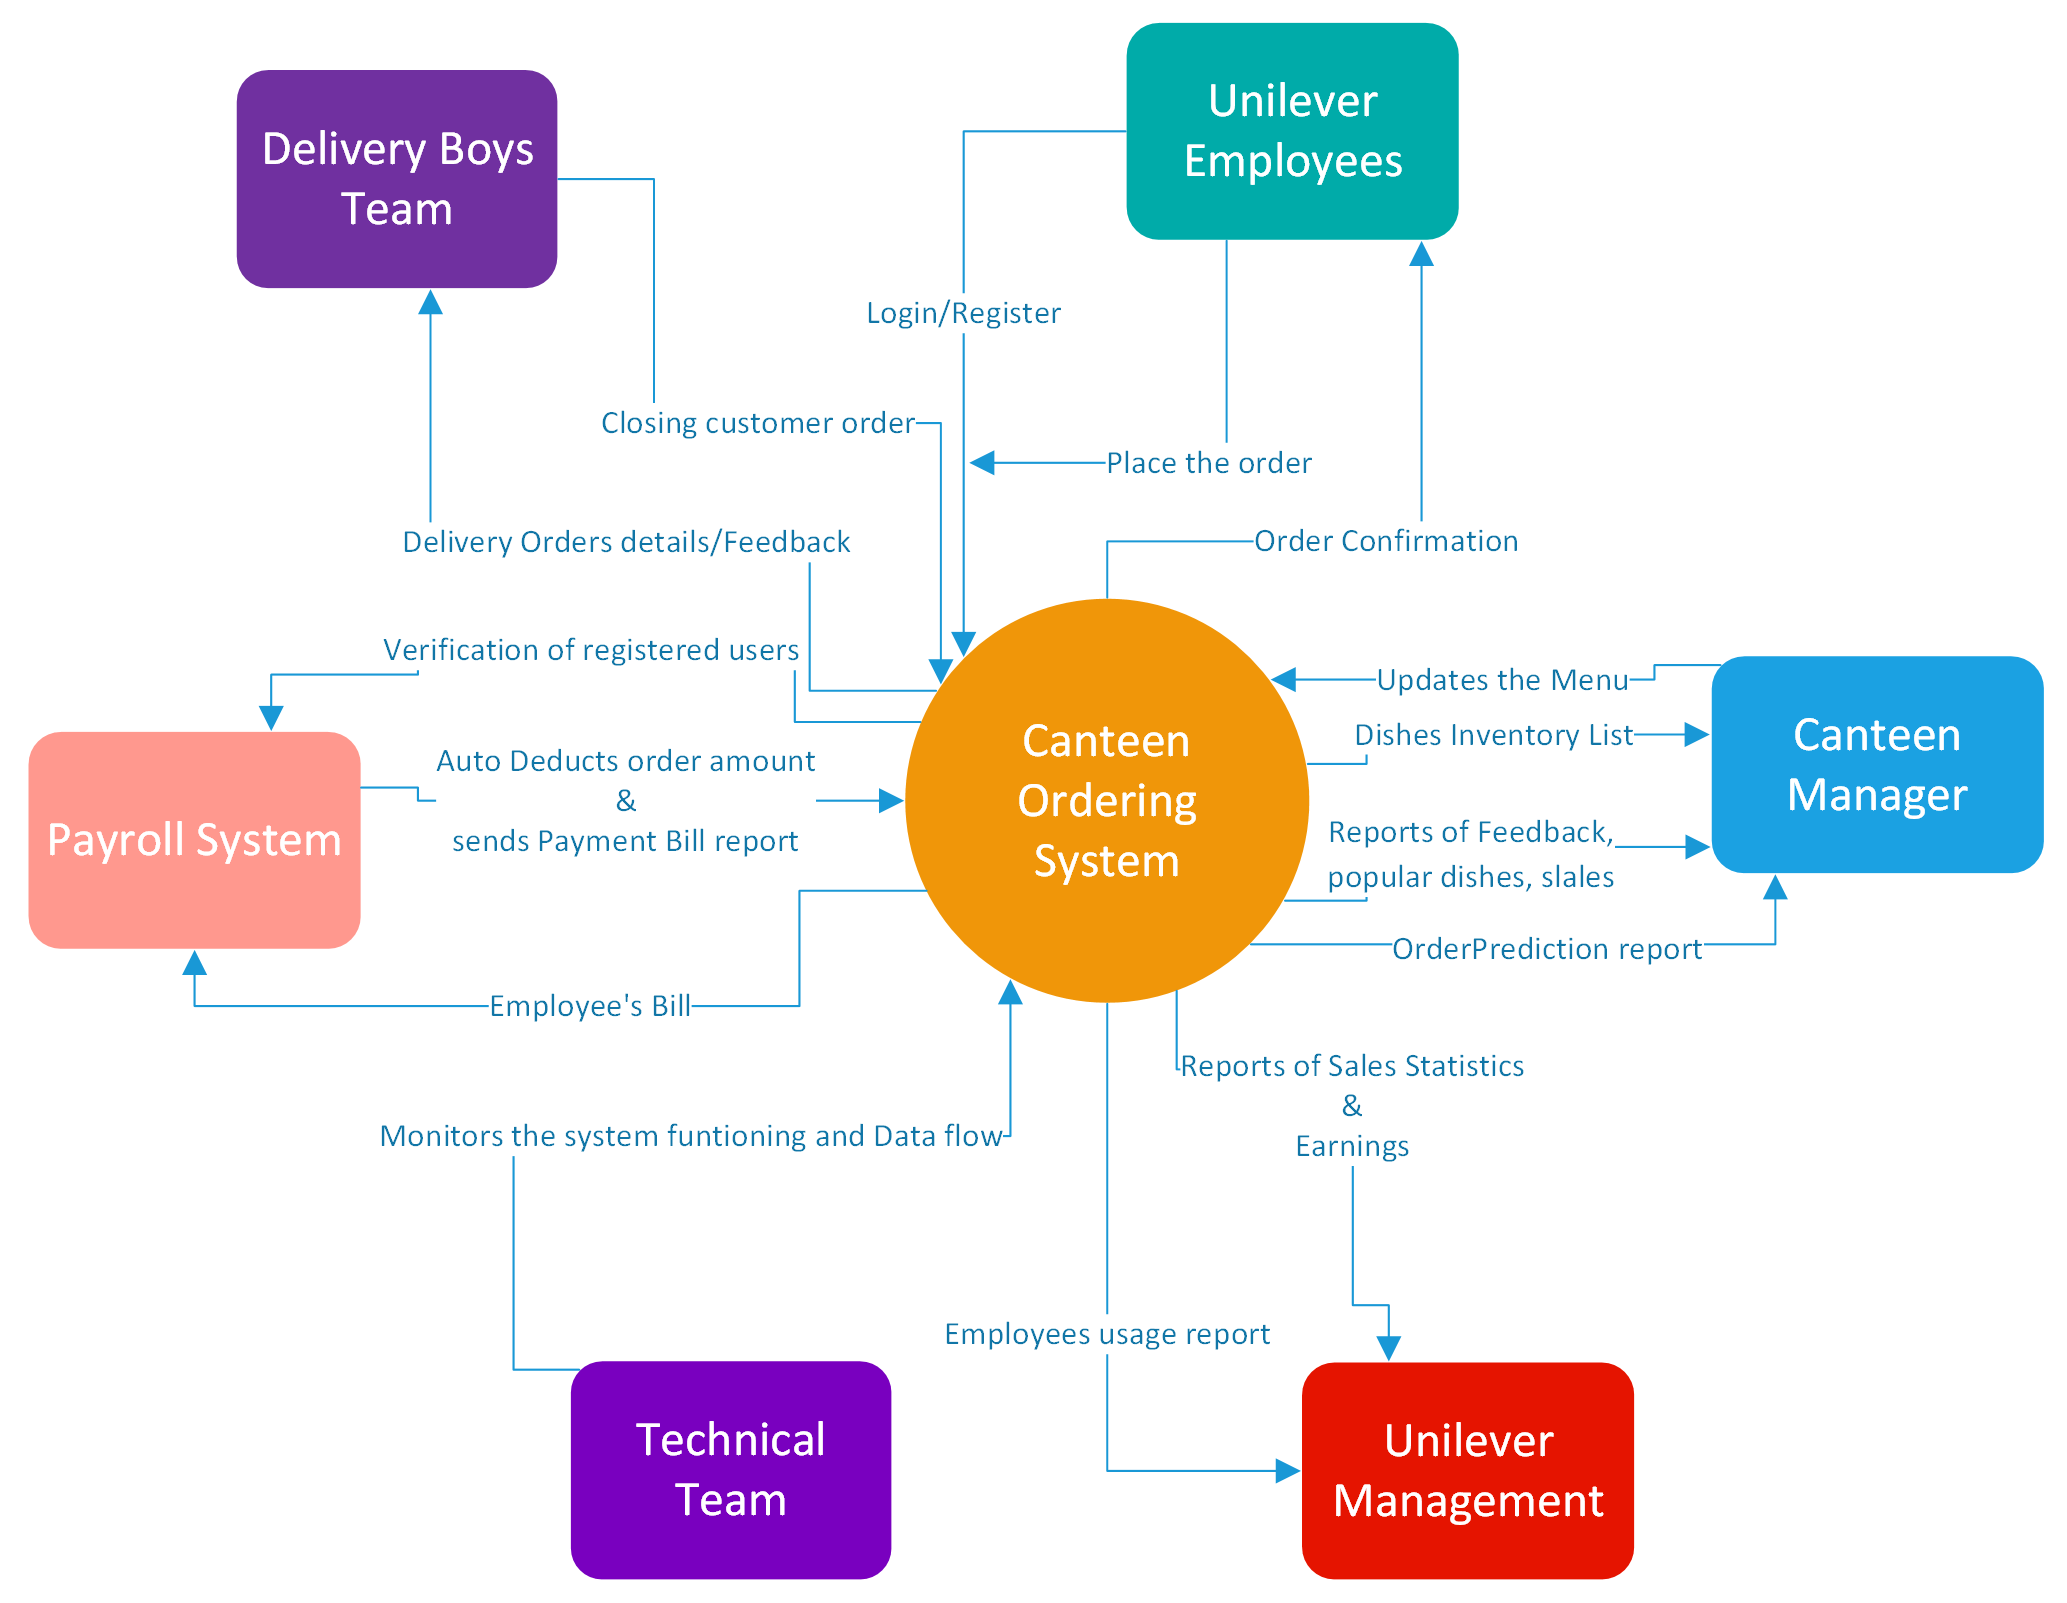 Unilever
Employees
Delivery Boys
Team
Login/Register
Closing customer order
Place the order
Delivery Orders details/Feedback
Order Confirmation
Verification of registered users
Updates the Menu
Dishes Inventory List
Canteen
Manager
Canteen
Ordering
System
Auto Deducts order amount
&
sends Payment Bill report
Payroll System
Reports of Feedback,
popular dishes, slales
OrderPrediction report
Employee's Bill
Reports of Sales Statistics
&
Earnings
Monitors the system funtioning and Data flow
Employees usage report
Technical
Team
Unilever
Management